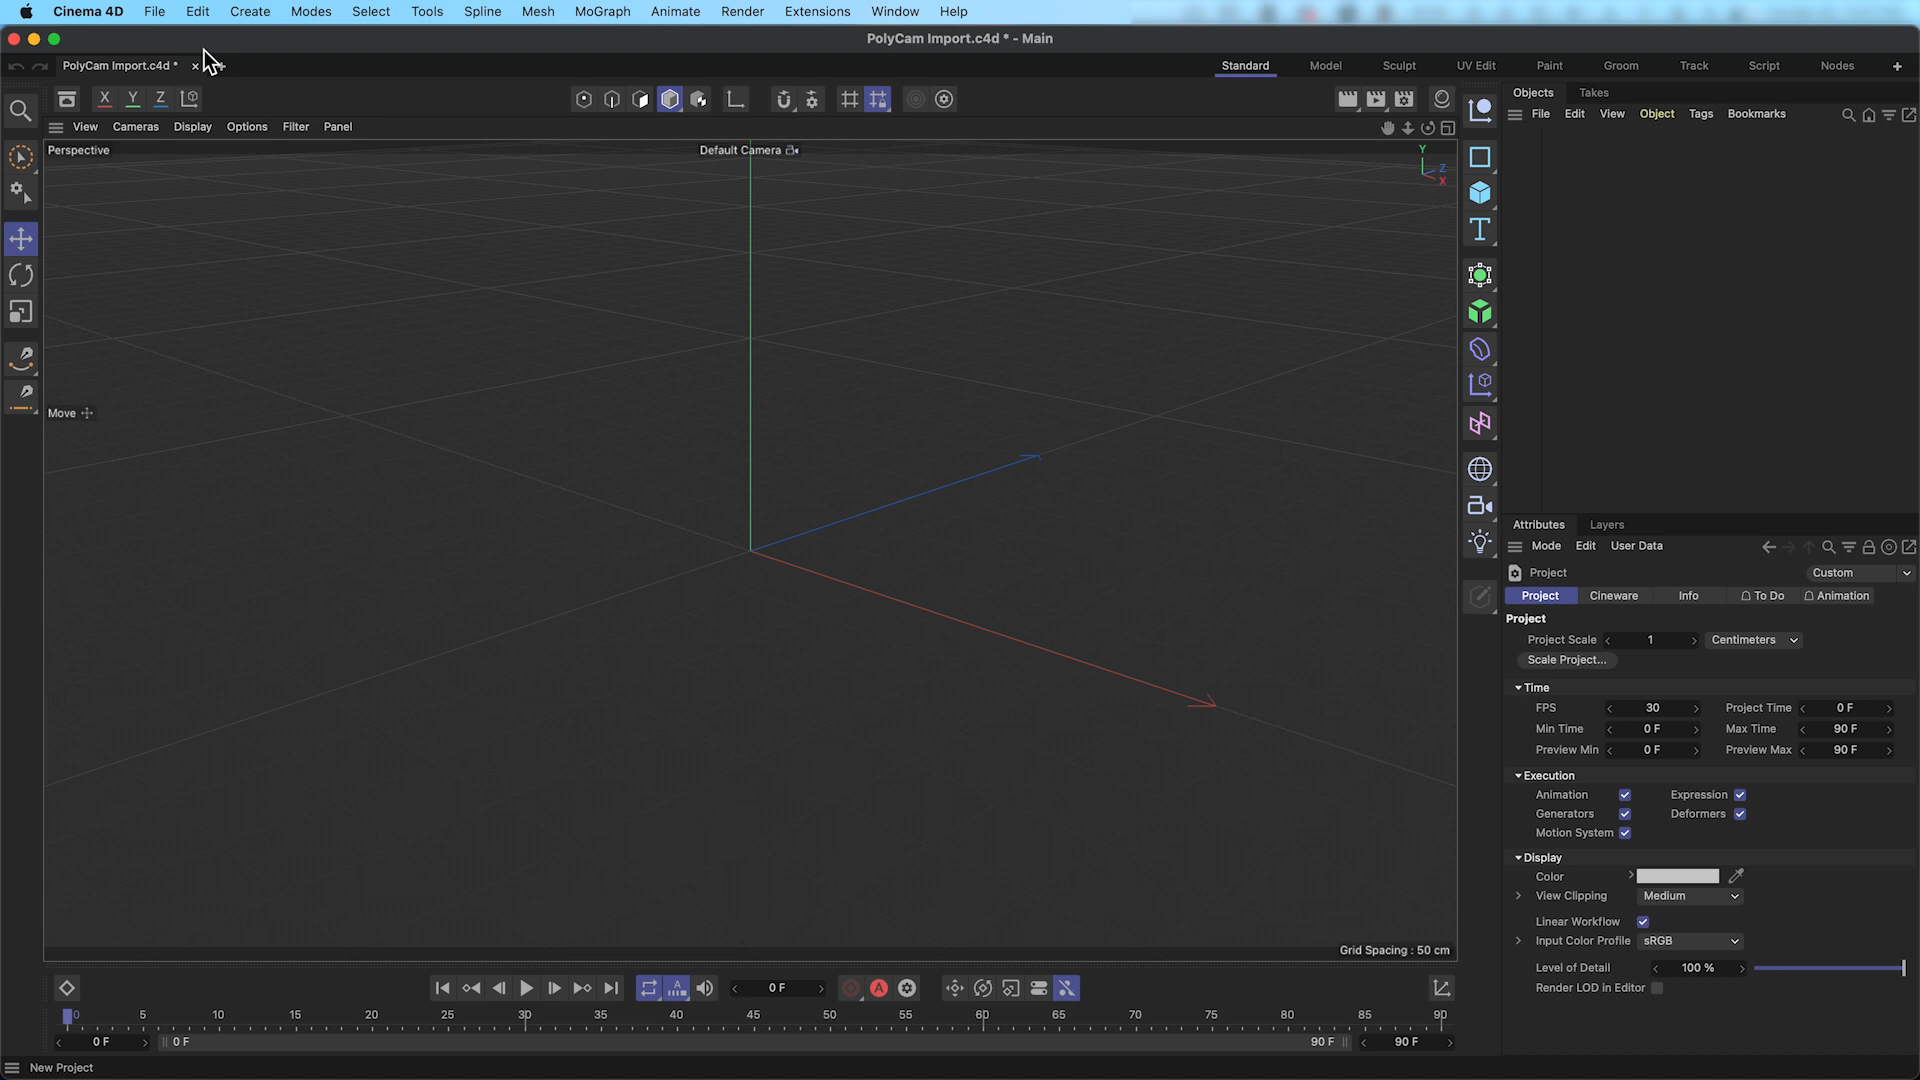 Cinema 4D File Edit Create Modes Select Tools Spline Mesh MoGraph Animate Render Extensions Window Help
PolyCam Import.c4d * - Main
PolyCam Import.c4d * × +
Standard Model Sculpt UV Edit Paint Groom Track Script Nodes +
X Y Z
Objects Takes
File Edit View Object Tags Bookmarks
View Cameras Display Options Filter Panel
Perspective
Default Camera
Y
Z
X
Move
Grid Spacing : 50 cm
Attributes Layers
Mode Edit User Data
Project
Custom
Project Cineware Info To Do Animation
Project
Project Scale 1 Centimeters
Scale Project...
Time
FPS 30 Project Time 0 F
Min Time 0 F Max Time 90 F
Preview Min 0 F Preview Max 90 F
Execution
Animation Expression
Generators Deformers
Motion System
Display
Color
View Clipping Medium
Linear Workflow
Input Color Profile sRGB
Level of Detail 100 %
Render LOD in Editor
A 0 F A
0 5 10 15 20 25 30 35 40 45 50 55 60 65 70 75 80 85 90
0 F 0 F 90 F 90 F
New Project